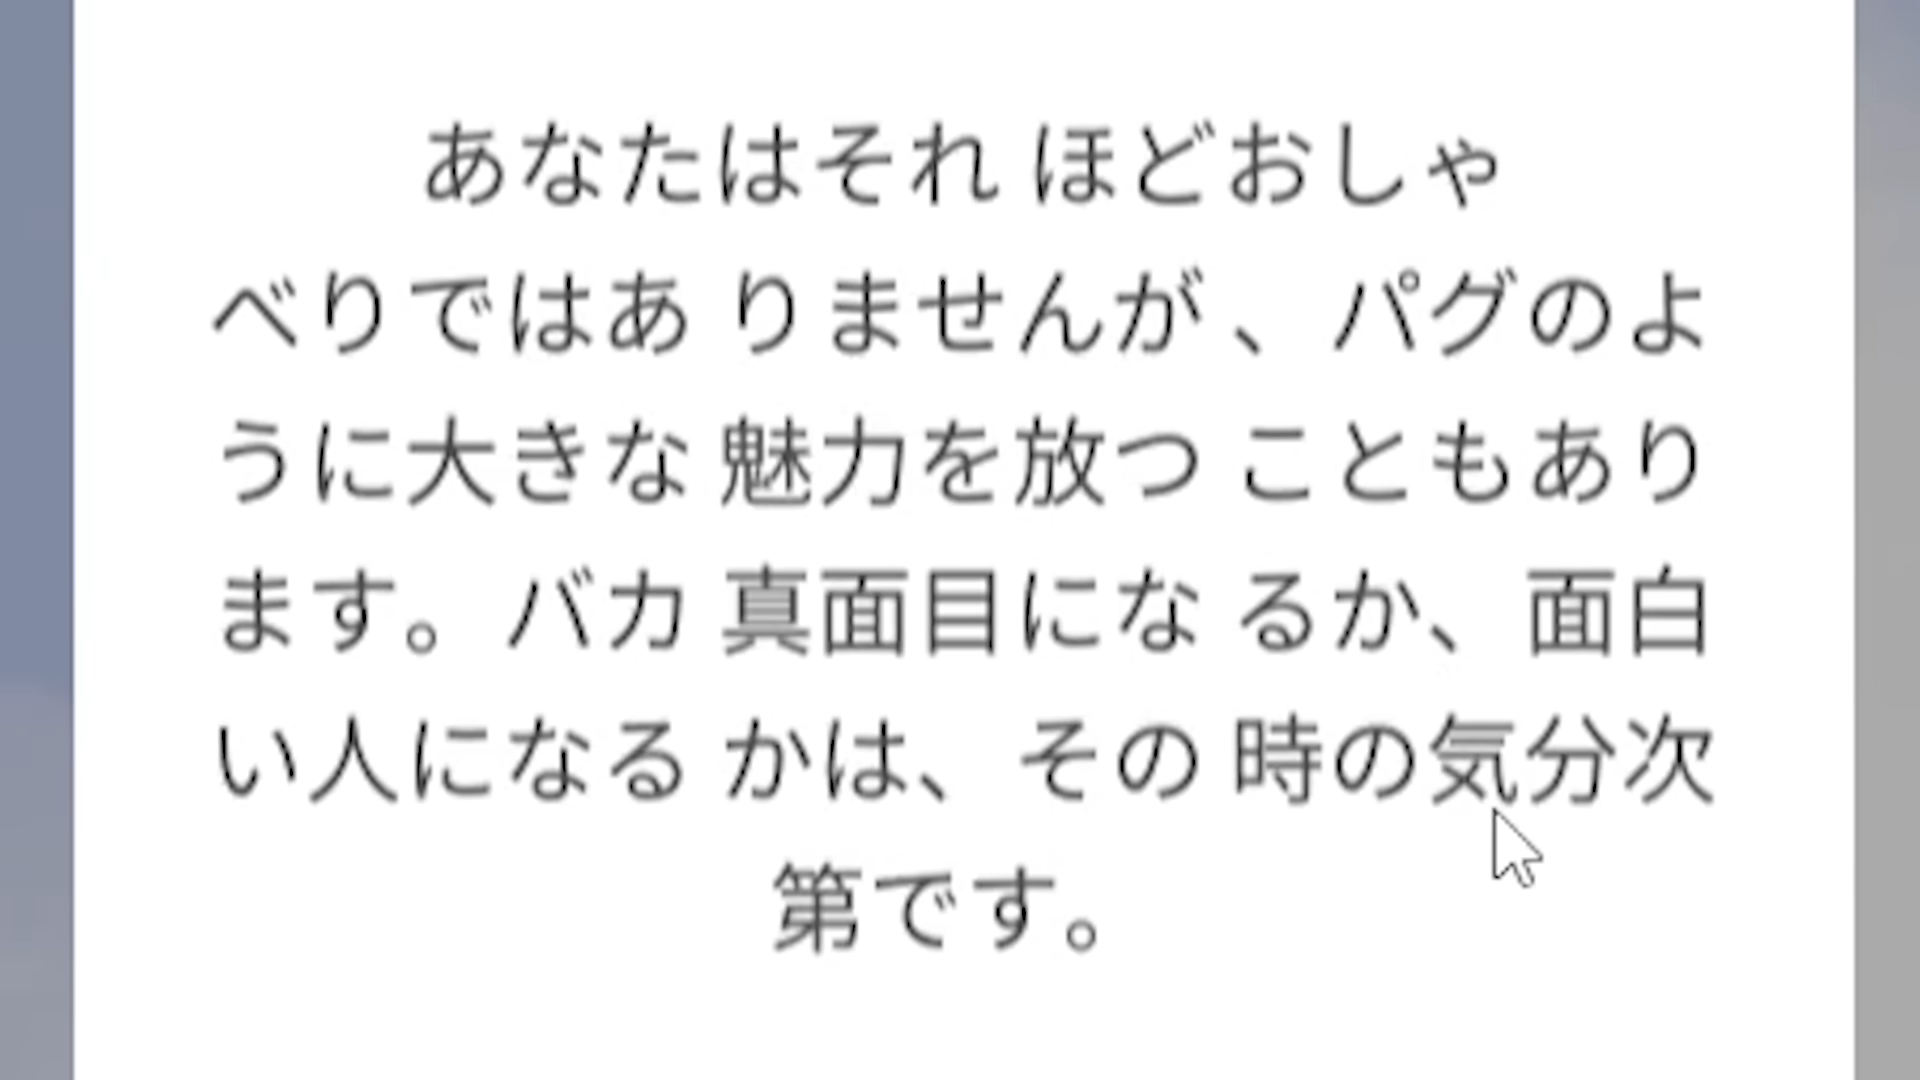 あなたはそれ ほどおしゃ
べりではあ りませんが、パグのよ
うに大きな 魅力を放つ こともあり
ます。バカ 真面目にな るか、面白
い人になる かは、その 時の気分次
第です。